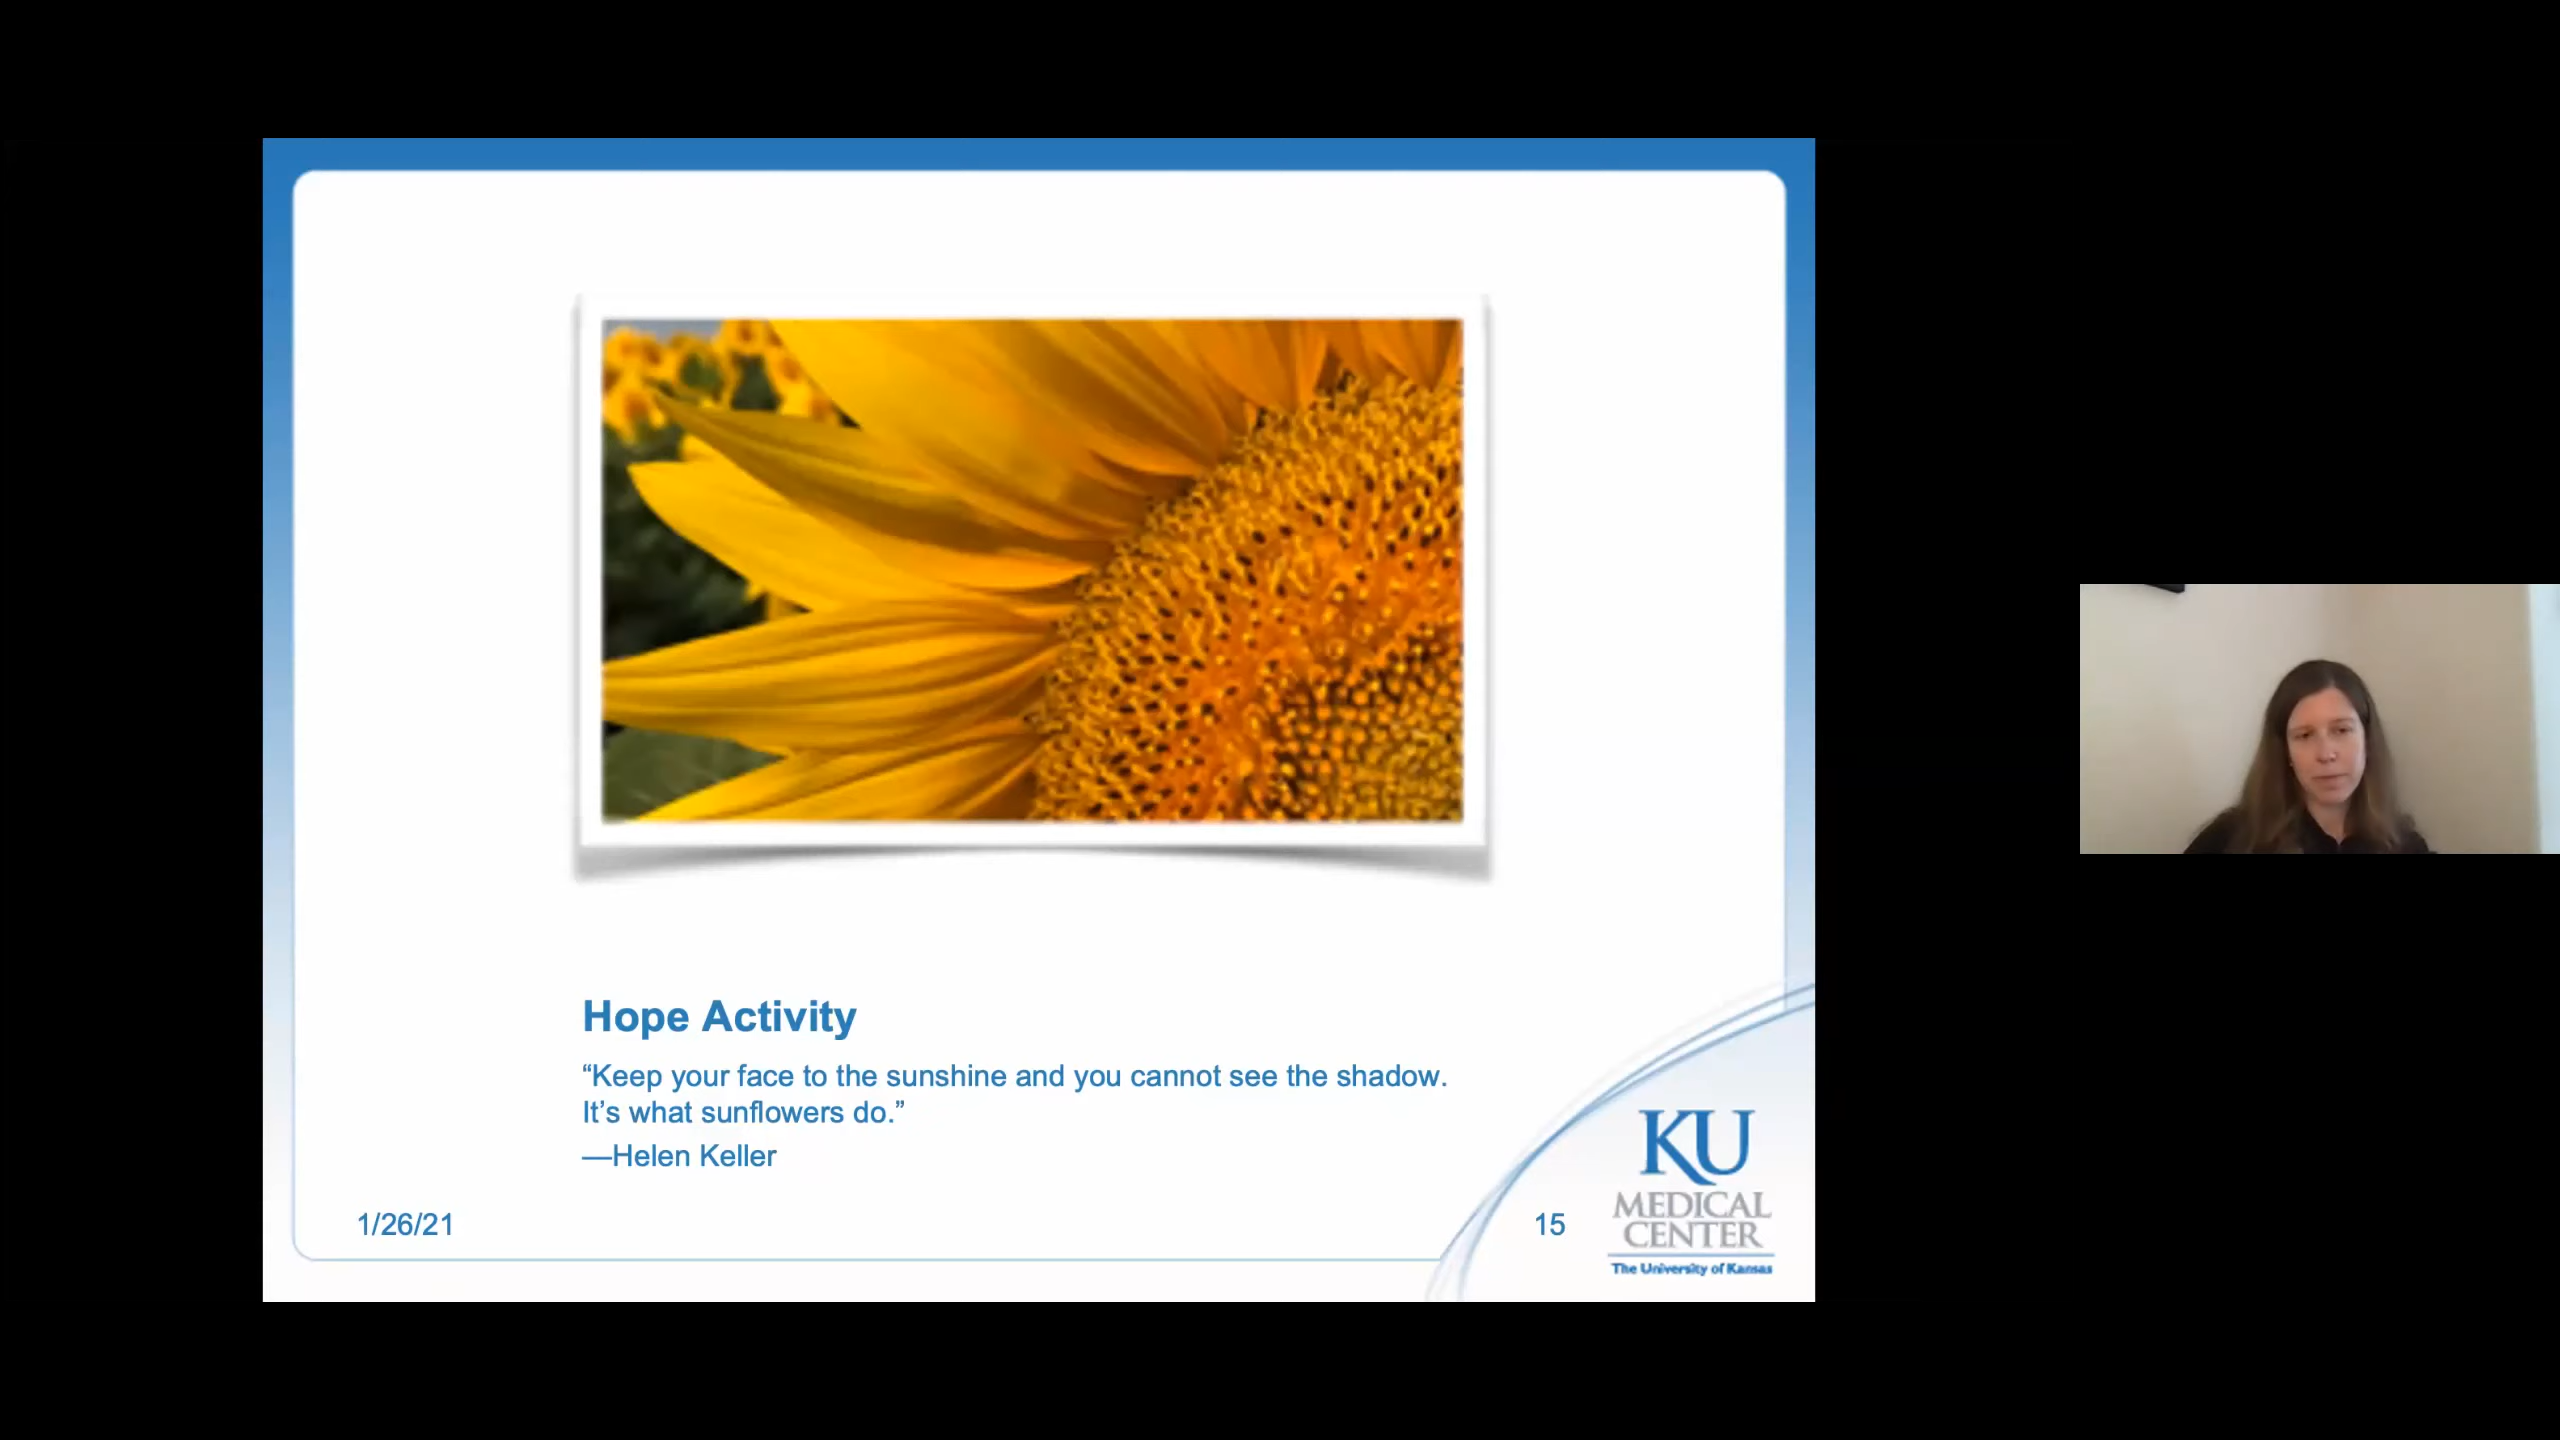 Hope Activity
“Keep your face to the sunshine and you cannot see the shadow.
It’s what sunflowers do.”
—Helen Keller
1/26/21
15
KU
MEDICAL
CENTER
The University of Kansas